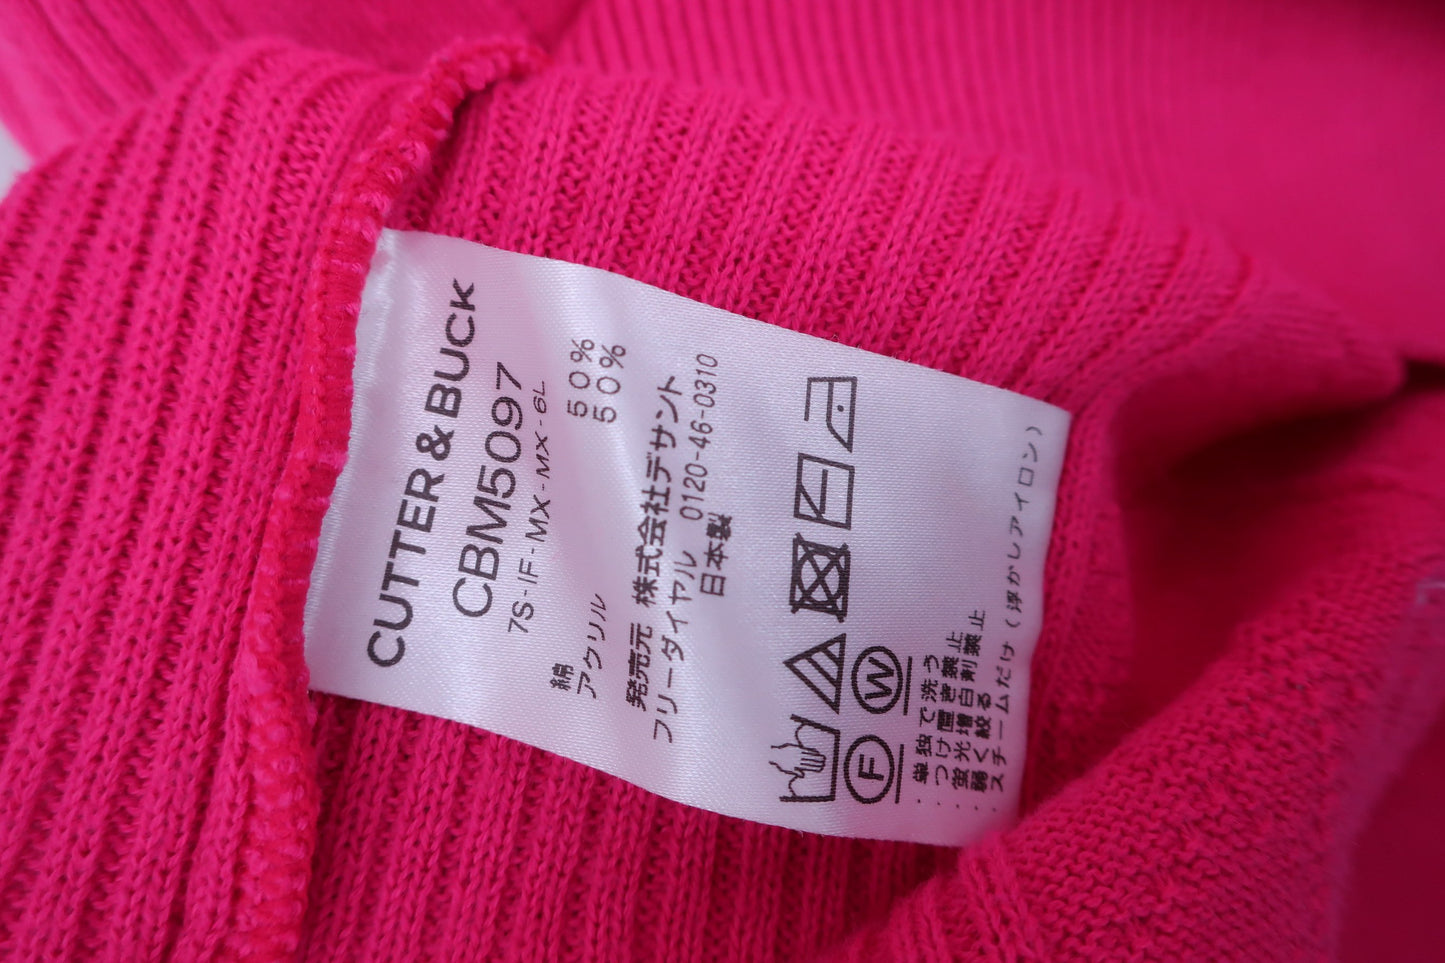 CUTTER & BUCK
CBM5097
7S-IF-MX-MX-6L
綿 50%
アクリル 50%
発売元 株式会社デサント
フリーダイヤル 0120-46-0310
日本製
F W
・単独で洗う
・つけ置き禁止
・蛍光増白剤禁止
・弱く絞る
・スチームだけ(浮かしアイロン)